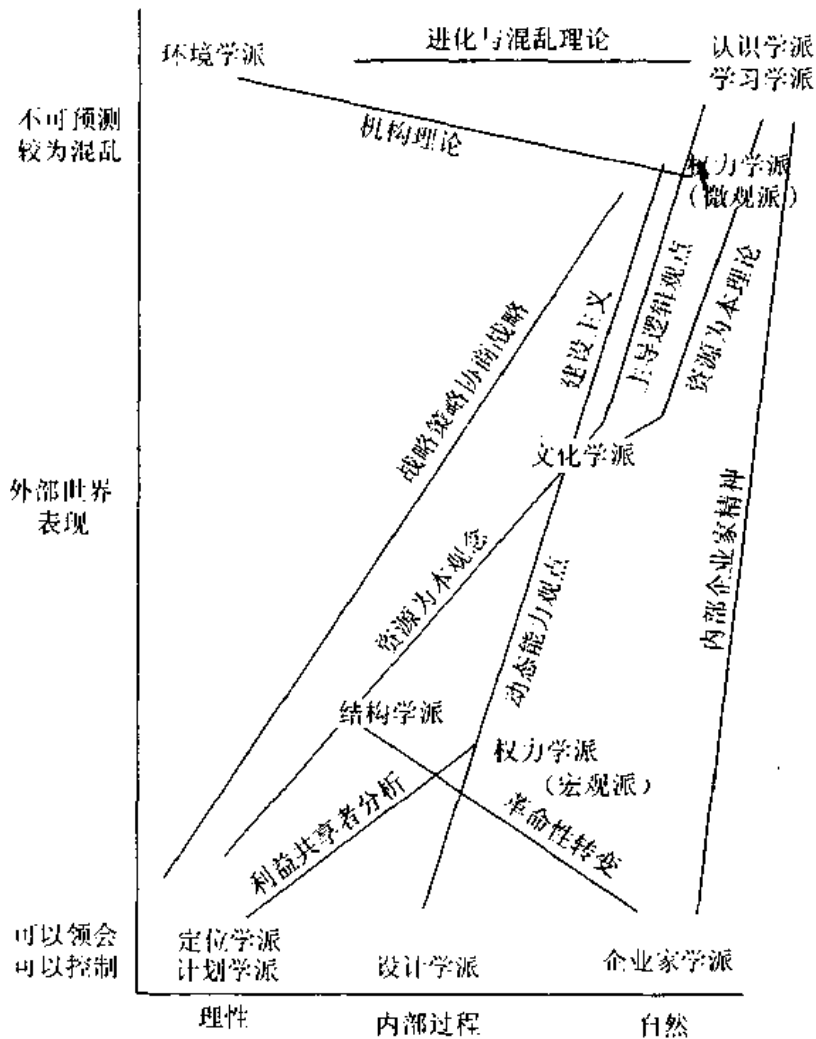 环境学派
进化与混乱理论
认识学派
学习学派
不可预测
较为混乱
机构理论
权力学派
(微观派)
战略策略协商战略
建设主义
主导逻辑观点
资源为本理论
文化学派
外部世界
表现
资源为本观念
动态能力观点
内部企业家精神
结构学派
权力学派
(宏观派)
利益共享者分析
革命性转变
可以领会
可以控制
定位学派
计划学派
设计学派
企业家学派
理性
内部过程
自然